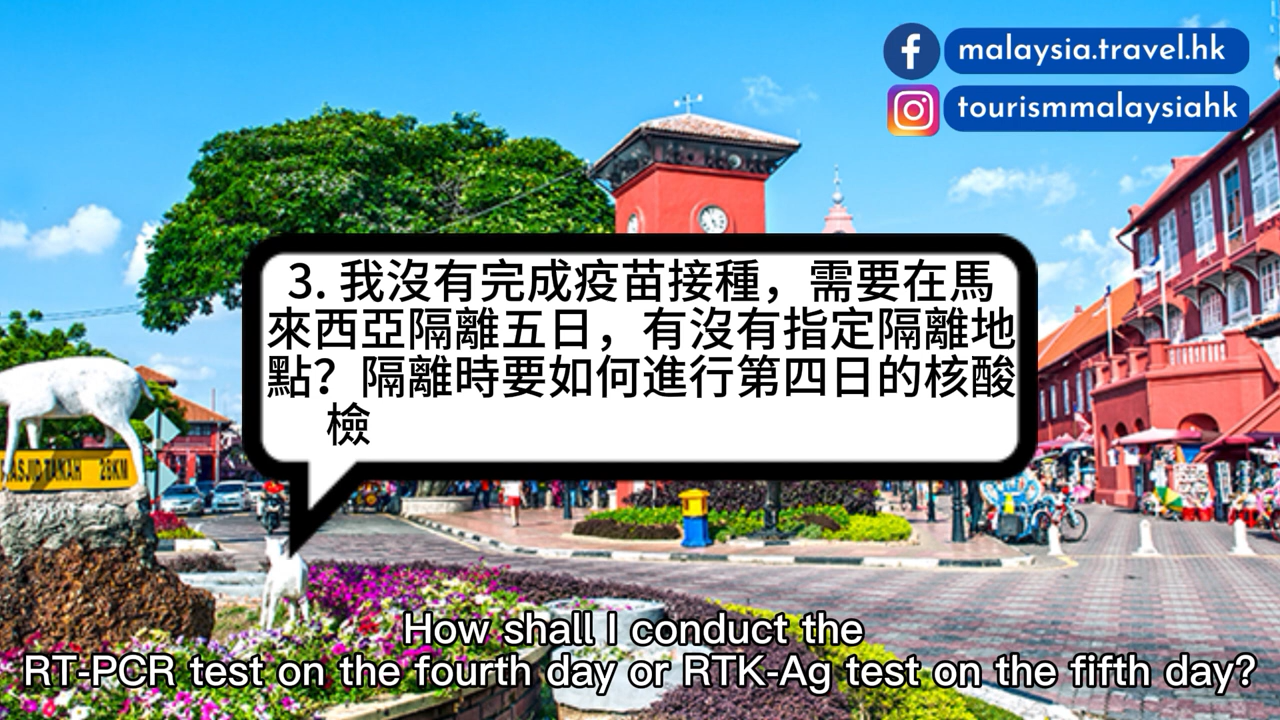 malaysia.travel.hk
tourismmalaysiahk
3. 我沒有完成疫苗接種，需要在馬
來西亞隔離五日，有沒有指定隔離地
點？隔離時要如何進行第四日的核酸
檢
MASJID TANAH 28KM
How shall I conduct the
RT-PCR test on the fourth day or RTK-Ag test on the fifth day?